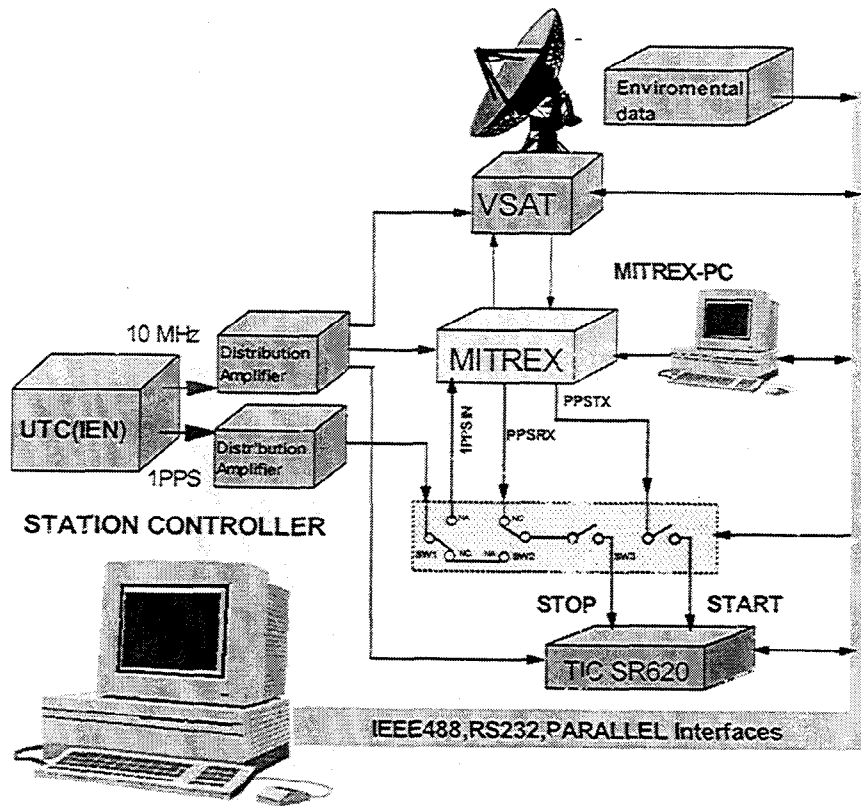 Enviromental
data
VSAT
MITREX-PC
10 MHz
Distribution
Amplifier
MITREX
UTC(IEN)
1PPS IN
PPSRX
PPSTX
Distribution
Amplifier
1PPS
STATION CONTROLLER
NA
NC
SW1
NC
NA
SW2
SW3
STOP
START
TIC SR620
IEEE488,RS232,PARALLEL Interfaces